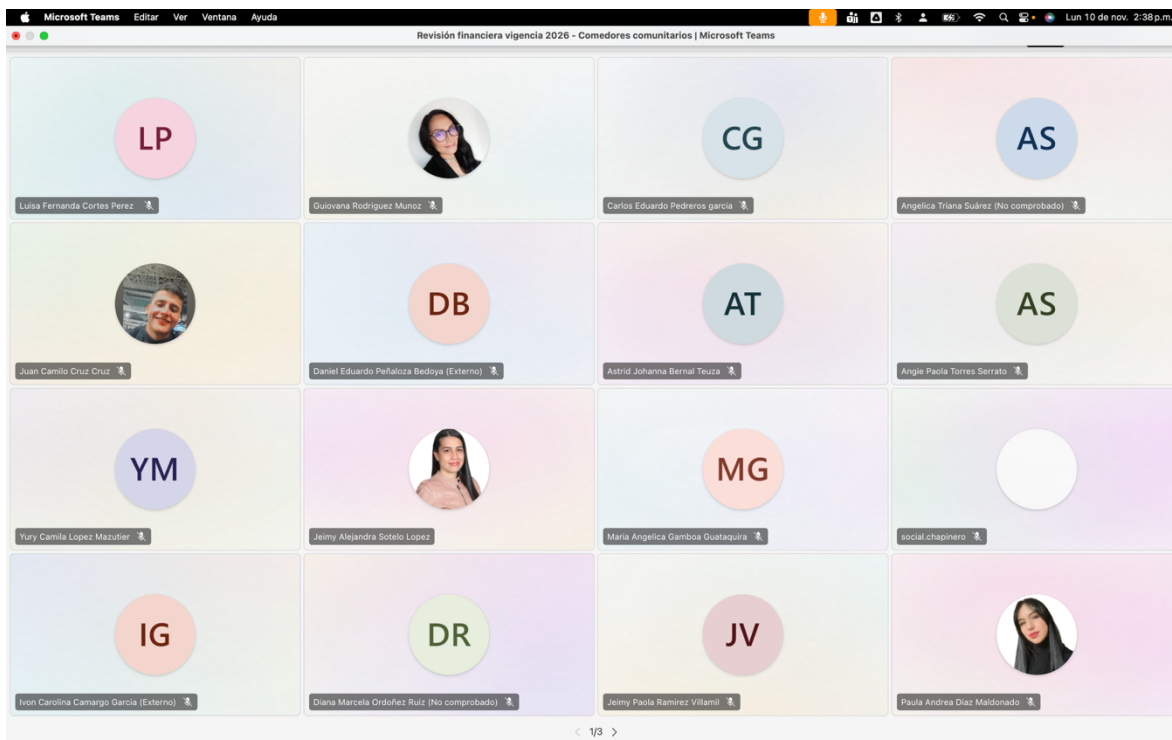 Microsoft Teams Editar Ver Ventana Ayuda Lun 10 de nov. 2:38 p.m.
Revisión financiera vigencia 2026 - Comedores comunitarios | Microsoft Teams
LP CG AS
Luisa Fernanda Cortes Perez Guiovana Rodriguez Munoz Carlos Eduardo Pedreros garcia Angelica Triana Suárez (No comprobado)
DB AT AS
Juan Camilo Cruz Cruz Daniel Eduardo Peñaloza Bedoya (Externo) Astrid Johanna Bernal Teuza Angie Paola Torres Serrato
YM MG
Yury Camila Lopez Mazutier Jeimy Alejandra Sotelo Lopez Maria Angelica Gamboa Guataquira social.chapinero
IG DR JV
Ivon Carolina Camargo Garcia (Externo) Diana Marcela Ordoñez Ruiz (No comprobado) Jeimy Paola Ramirez Villamil Paula Andrea Diaz Maldonado
1/3